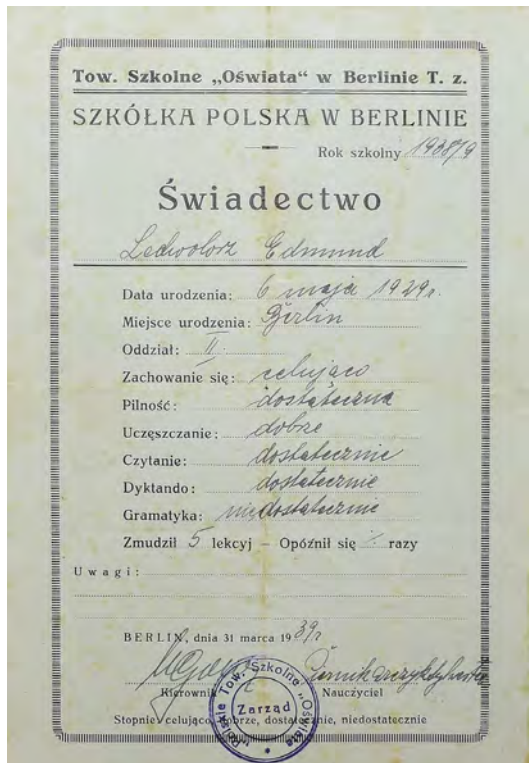 Tow. Szkolne „Oświata” w Berlinie T. z.
SZKÓŁKA POLSKA W BERLINIE
Rok szkolny 1938/9
Świadectwo
Edmund
Data urodzenia: 6 maja 1929 r.
Miejsce urodzenia: Berlin
Oddział: II.
Zachowanie się: celująco
Pilność: dostateczna
Uczęszczanie: dobre
Czytanie: dostatecznie
Dyktando: dostatecznie
Gramatyka: niedostatecznie
Zmudził 5 lekcyj – Opóźnił się razy
Uwagi:
BERLIN, dnia 31 marca 1939 r
Kierownik Nauczyciel
Polskie Tow. Szkolne „Oświata”
Zarząd
Stopnie: celująco, dobrze, dostatecznie, niedostatecznie